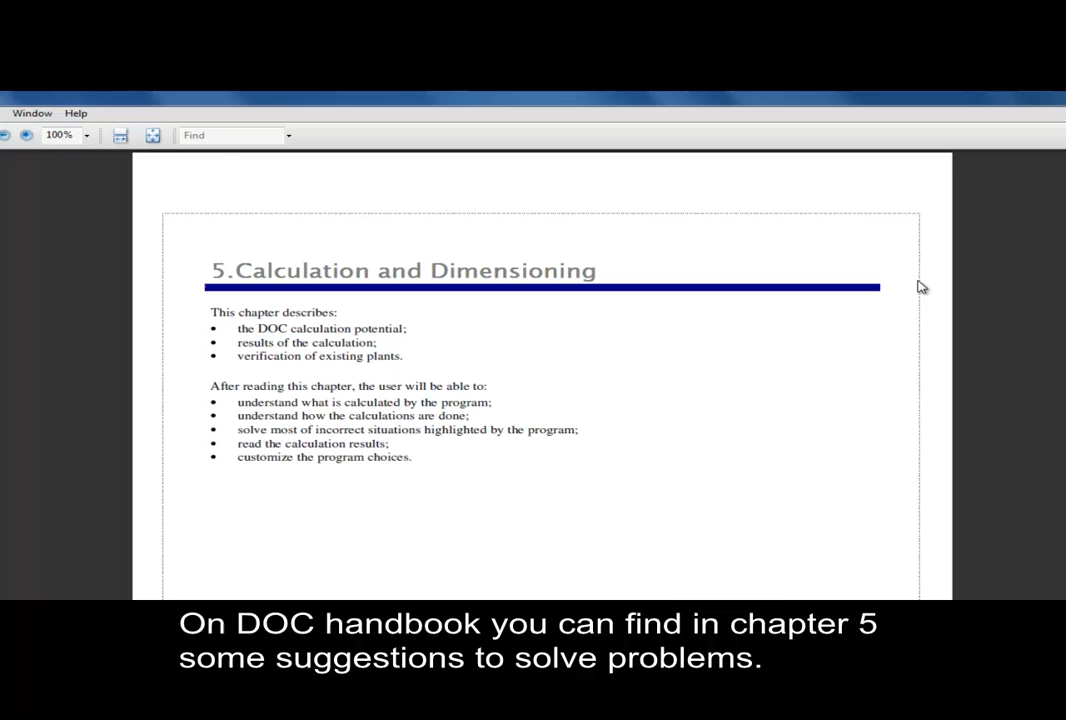 Window Help
100% Find
5.Calculation and Dimensioning
This chapter describes:
• the DOC calculation potential;
• results of the calculation;
• verification of existing plants.
After reading this chapter, the user will be able to:
• understand what is calculated by the program;
• understand how the calculations are done;
• solve most of incorrect situations highlighted by the program;
• read the calculation results;
• customize the program choices.
On DOC handbook you can find in chapter 5
some suggestions to solve problems.